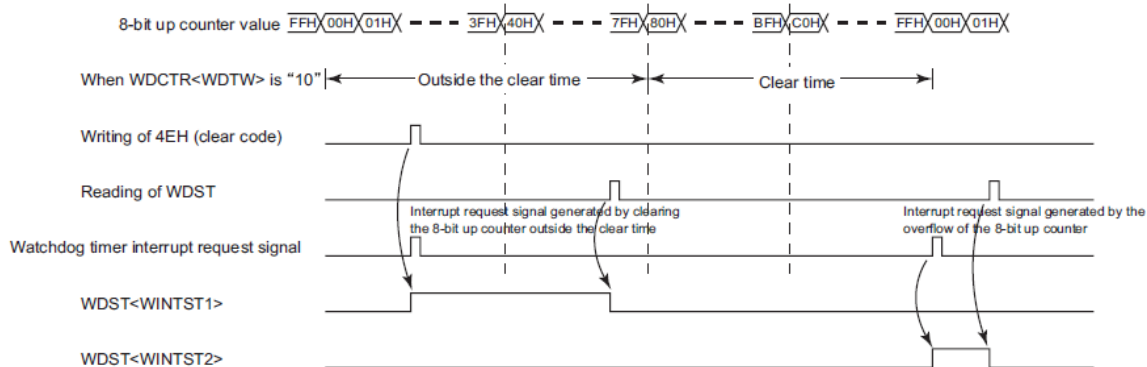 8-bit up counter value FFH 00H 01H 3FH 40H 7FH 80H BFH C0H FFH 00H 01H
When WDCTR<WDTW> is “10” Outside the clear time Clear time
Writing of 4EH (clear code)
Reading of WDST
Interrupt request signal generated by clearing
the 8-bit up counter outside the clear time
Interrupt request signal generated by the
overflow of the 8-bit up counter
Watchdog timer interrupt request signal
WDST<WINTST1>
WDST<WINTST2>